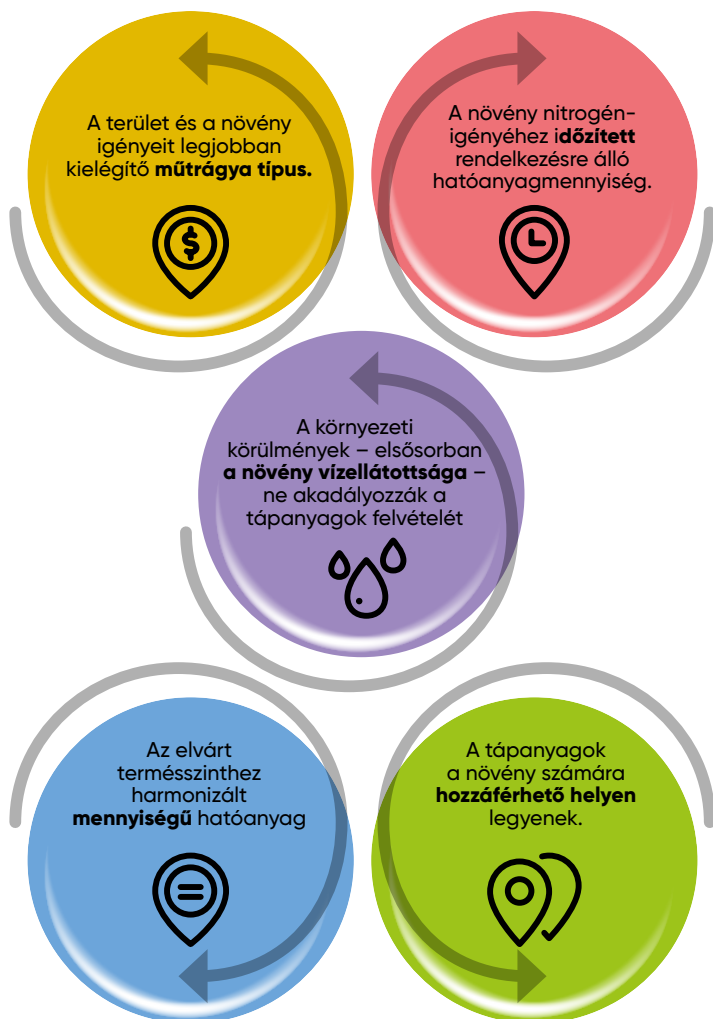 A terület és a növény
igényeit legjobban
kielégítő műtrágya típus.
A növény nitrogén-
igényéhez időzített
rendelkezésre álló
hatóanyagmennyiség.
A környezeti
körülmények – elsősorban
a növény vízellátottsága –
ne akadályozzák a
tápanyagok felvételét
Az elvárt
termésszinthez
harmonizált
mennyiségű hatóanyag
A tápanyagok
a növény számára
hozzáférhető helyen
legyenek.